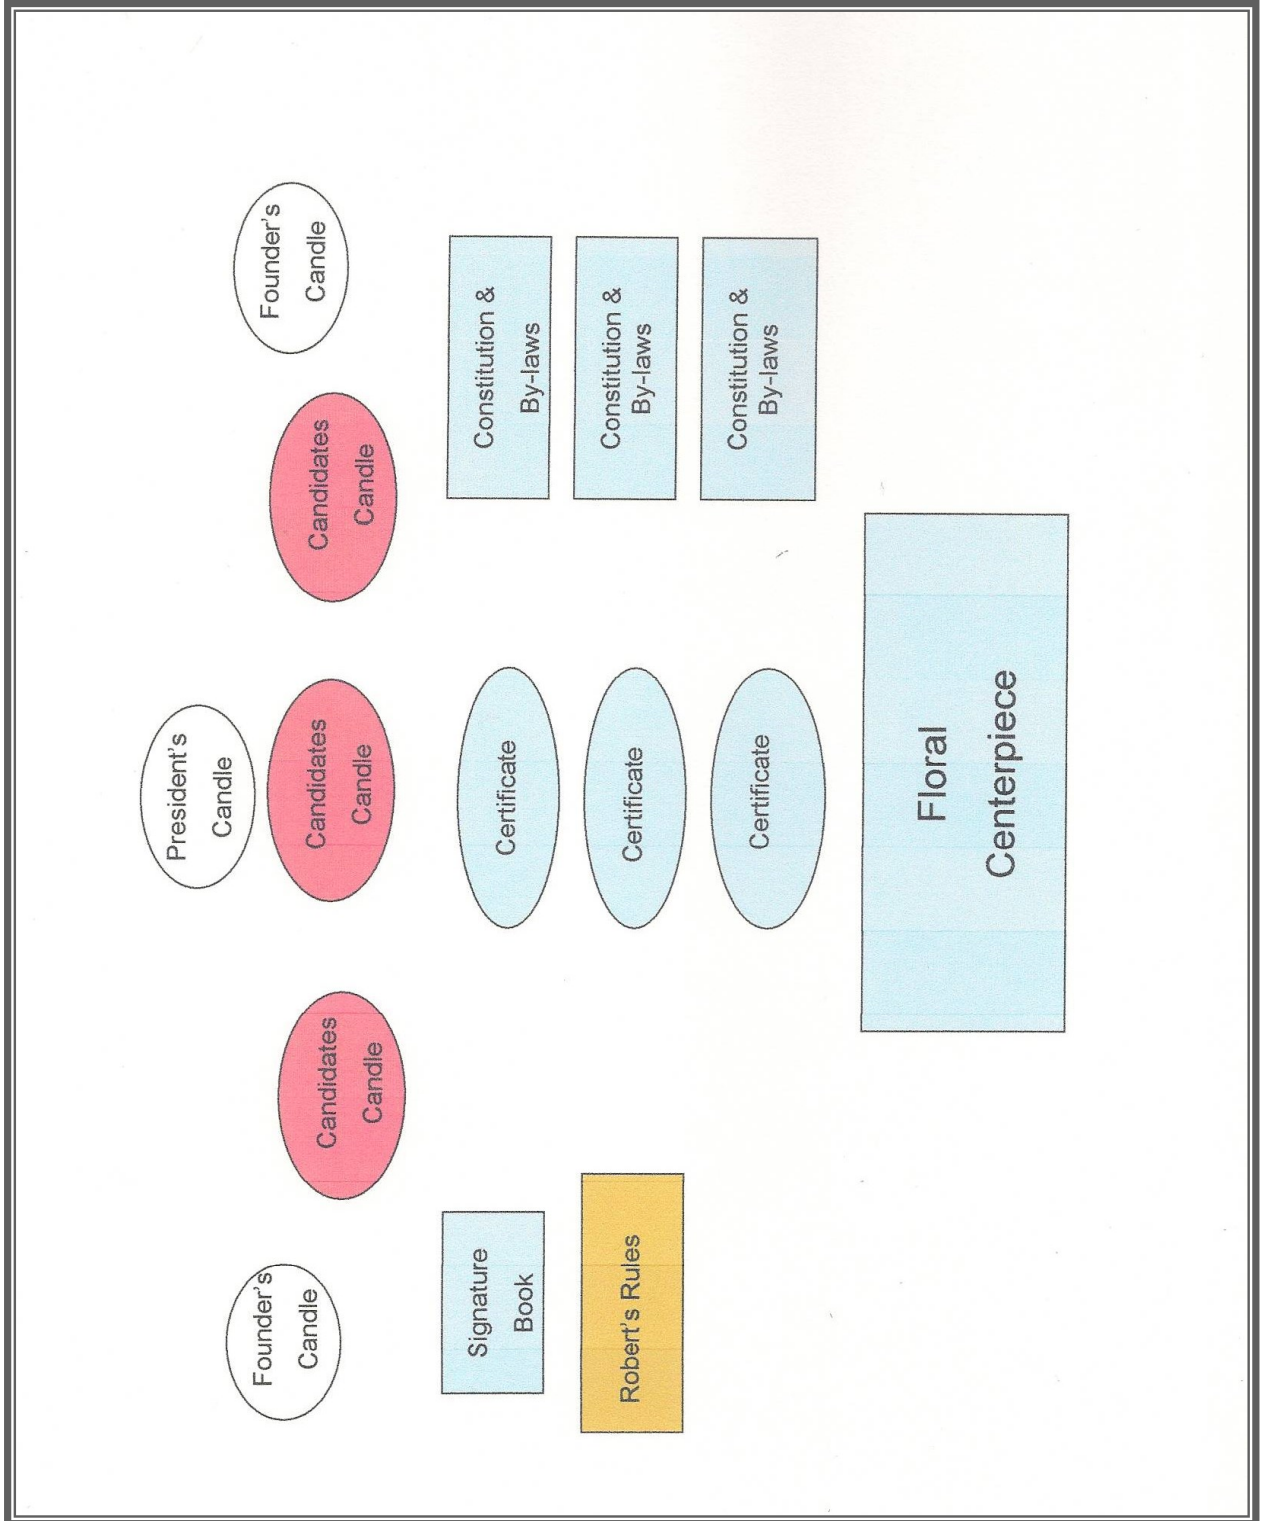 President's
Candle
Founder's
Candle
Founder's
Candle
Candidates
Candle
Candidates
Candle
Candidates
Candle
Signature
Book
Certificate
Constitution &
By-laws
Robert's Rules
Certificate
Constitution &
By-laws
Certificate
Constitution &
By-laws
Floral
Centerpiece